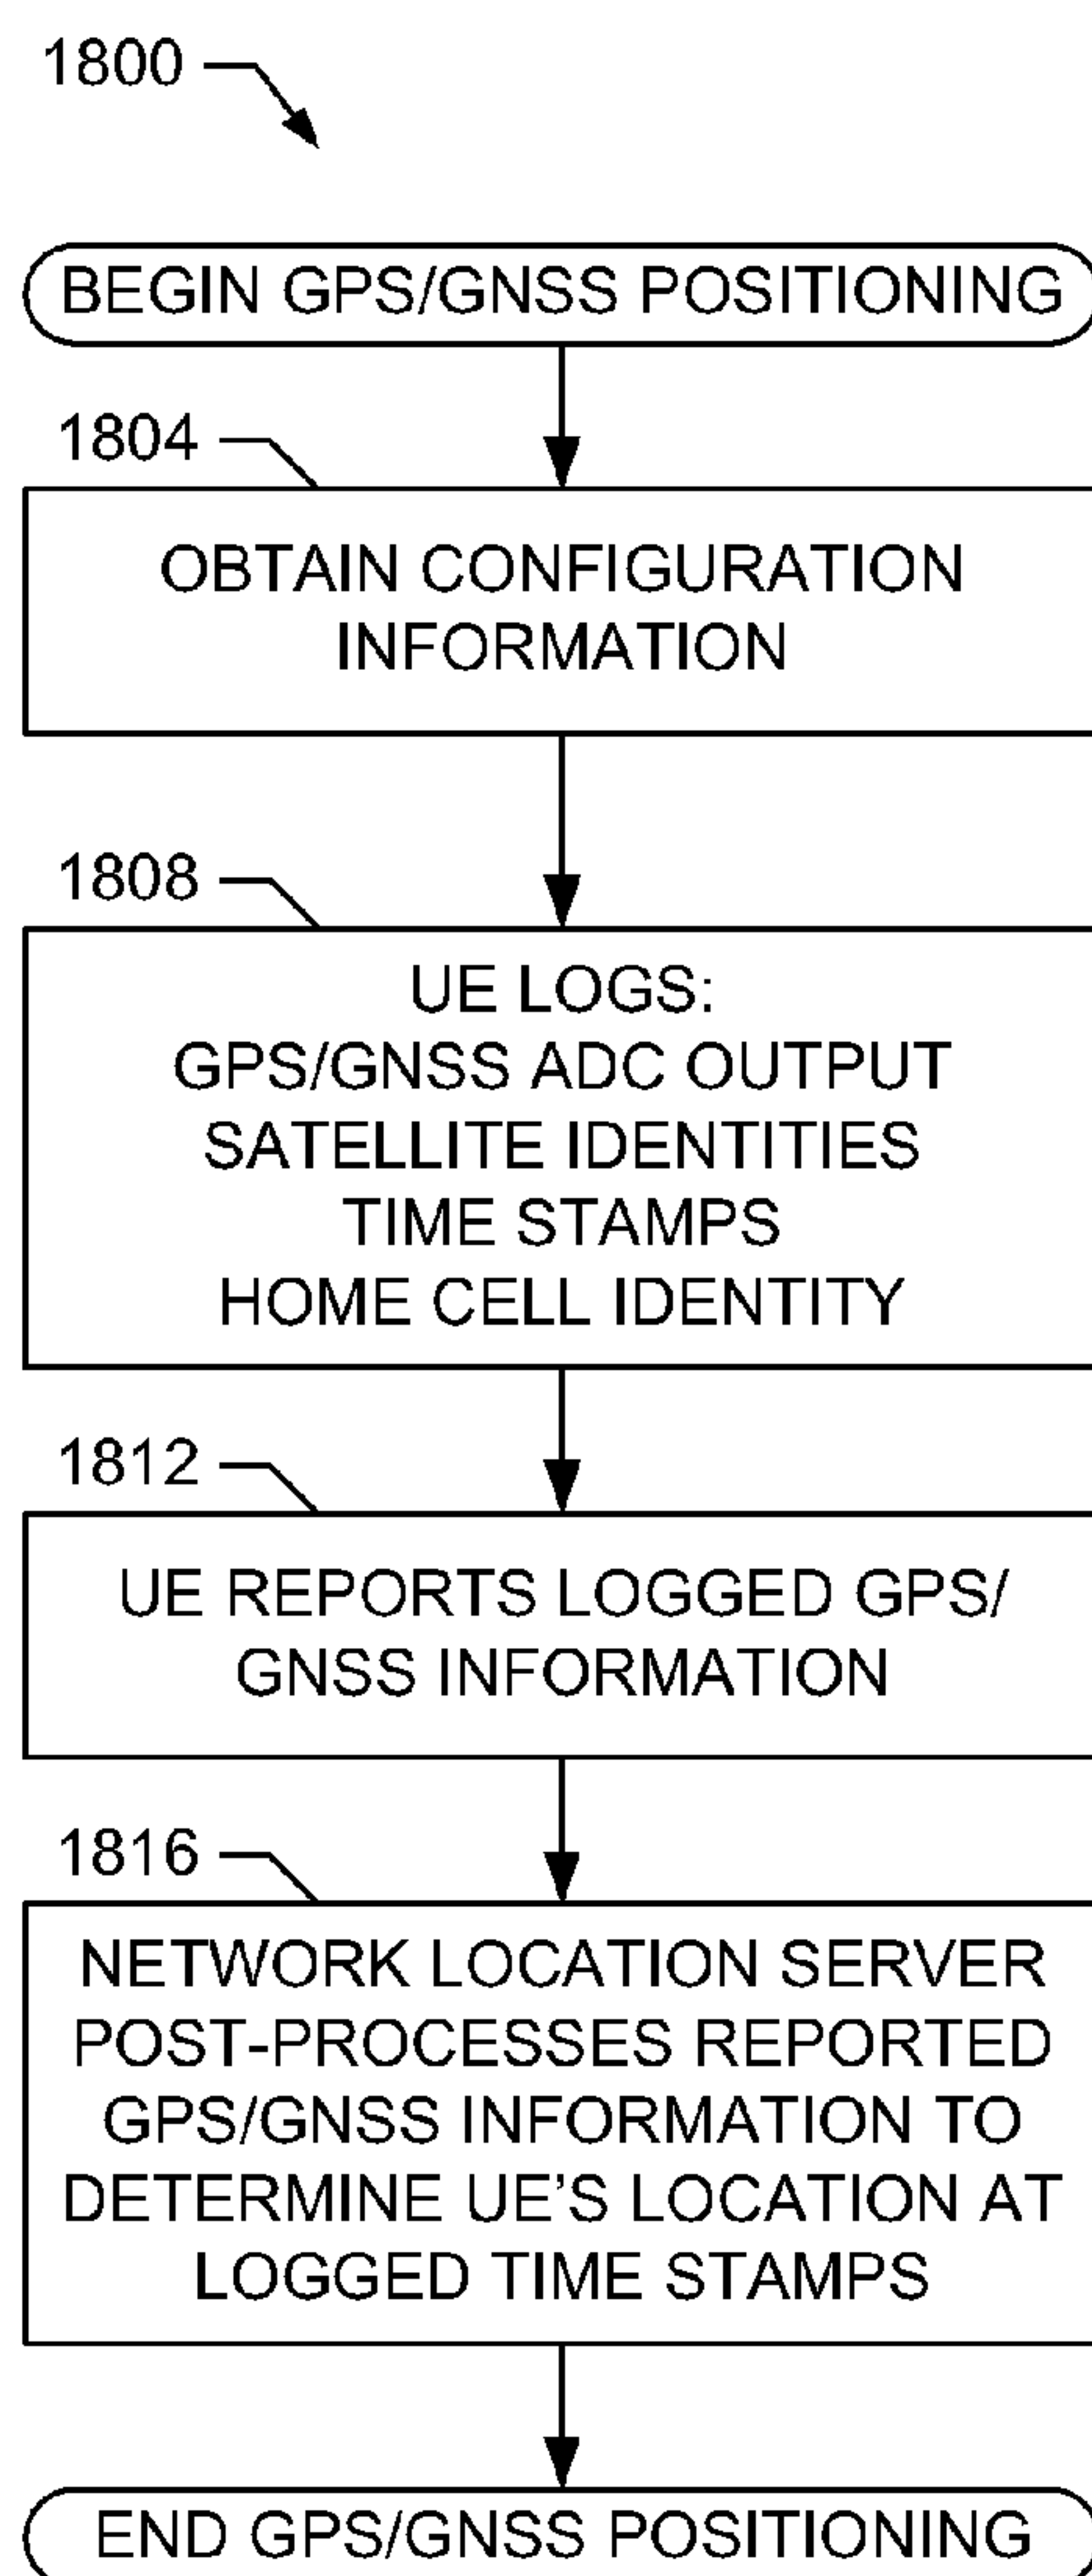 1800
BEGIN GPS/GNSS POSITIONING
1804
OBTAIN CONFIGURATION
INFORMATION
1808
UE LOGS:
GPS/GNSS ADC OUTPUT
SATELLITE IDENTITIES
TIME STAMPS
HOME CELL IDENTITY
1812
UE REPORTS LOGGED GPS/
GNSS INFORMATION
1816
NETWORK LOCATION SERVER
POST-PROCESSES REPORTED
GPS/GNSS INFORMATION TO
DETERMINE UE’S LOCATION AT
LOGGED TIME STAMPS
END GPS/GNSS POSITIONING